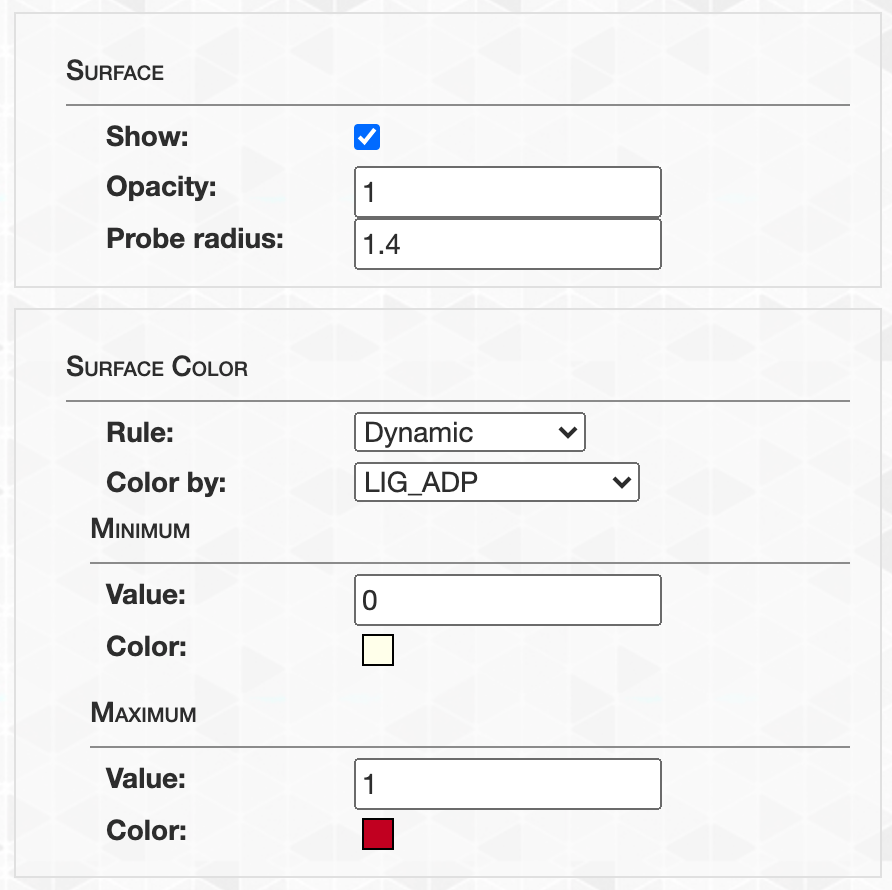 Surface
Show:
Opacity: 1
Probe radius: 1.4
Surface Color
Rule: Dynamic
Color by: LIG_ADP
Minimum
Value: 0
Color:
Maximum
Value: 1
Color: